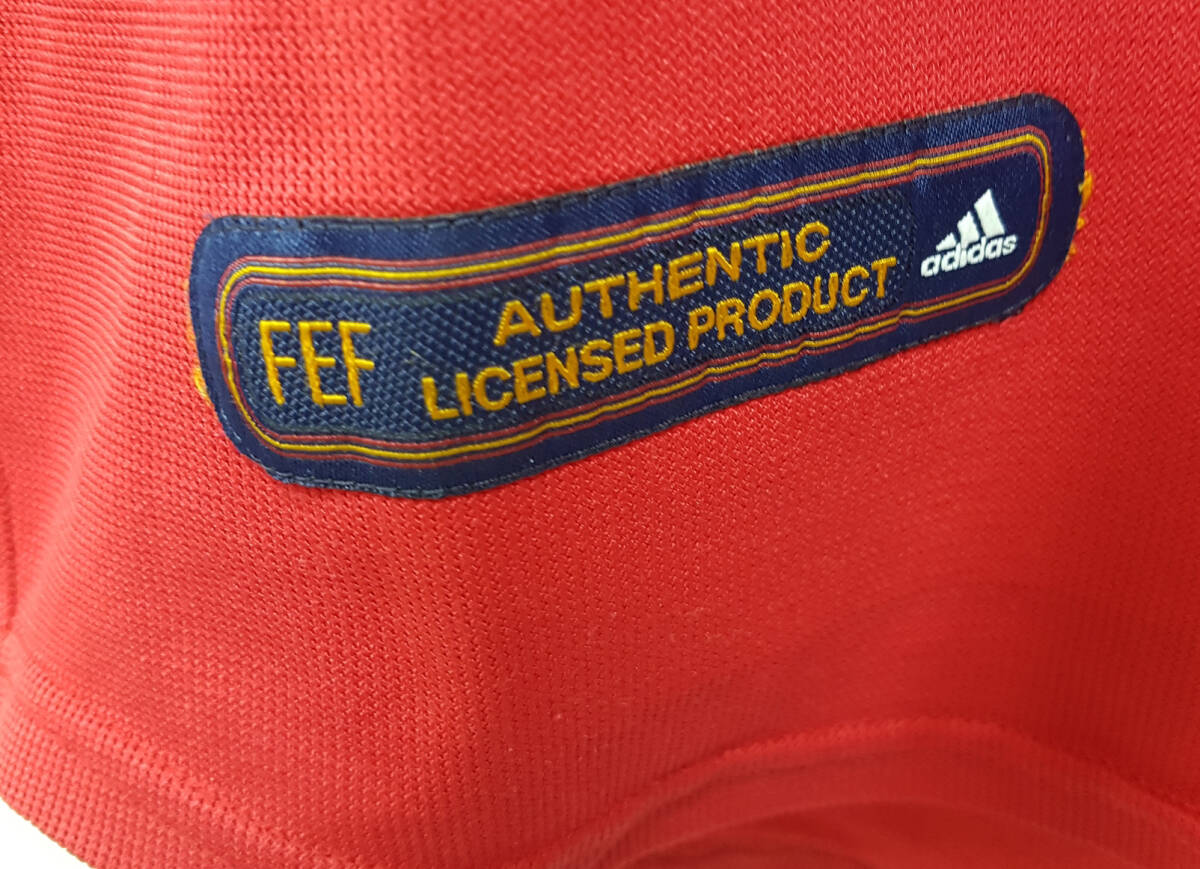 FEF
AUTHENTIC
LICENSED PRODUCT
adidas